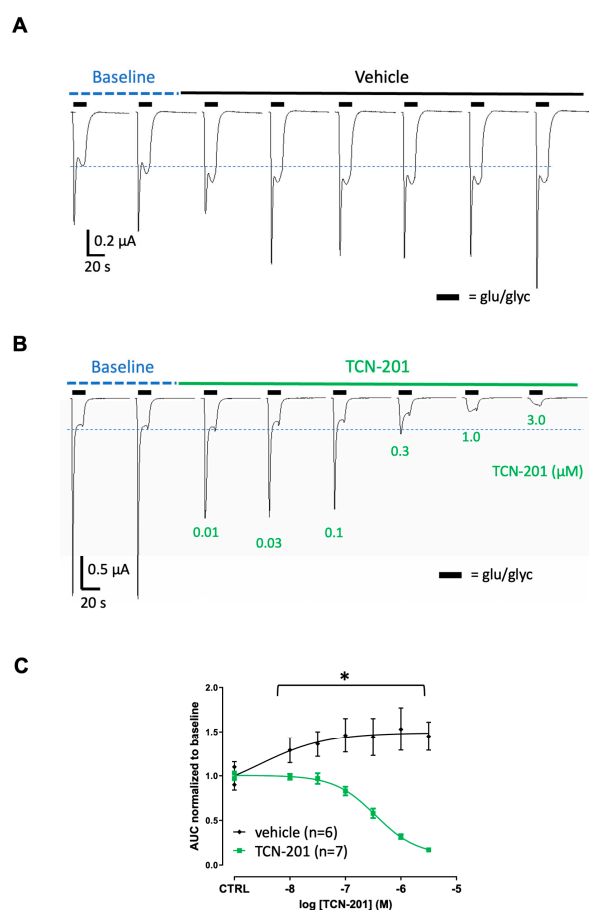 A
Baseline Vehicle
0.2 µA
20 s
= glu/glyc
B
Baseline TCN-201
0.01
0.03
0.1
0.3
1.0
3.0
TCN-201 (µM)
0.5 µA
20 s
= glu/glyc
C
*
AUC normalized to baseline
2.0
1.5
1.0
0.5
0.0
vehicle (n=6)
TCN-201 (n=7)
CTRL -8 -7 -6 -5
log [TCN-201] (M)